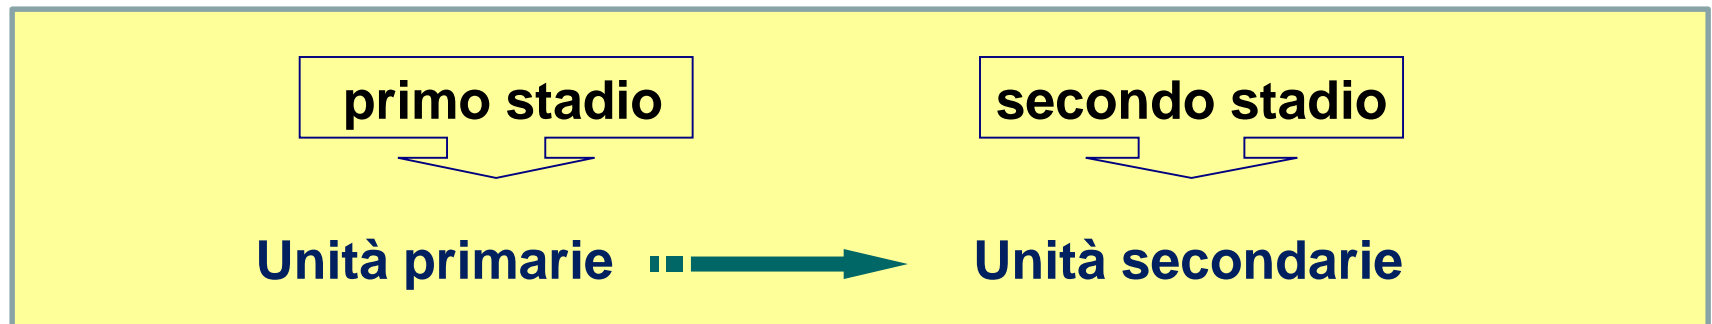 primo stadio
secondo stadio
Unità primarie
Unità secondarie